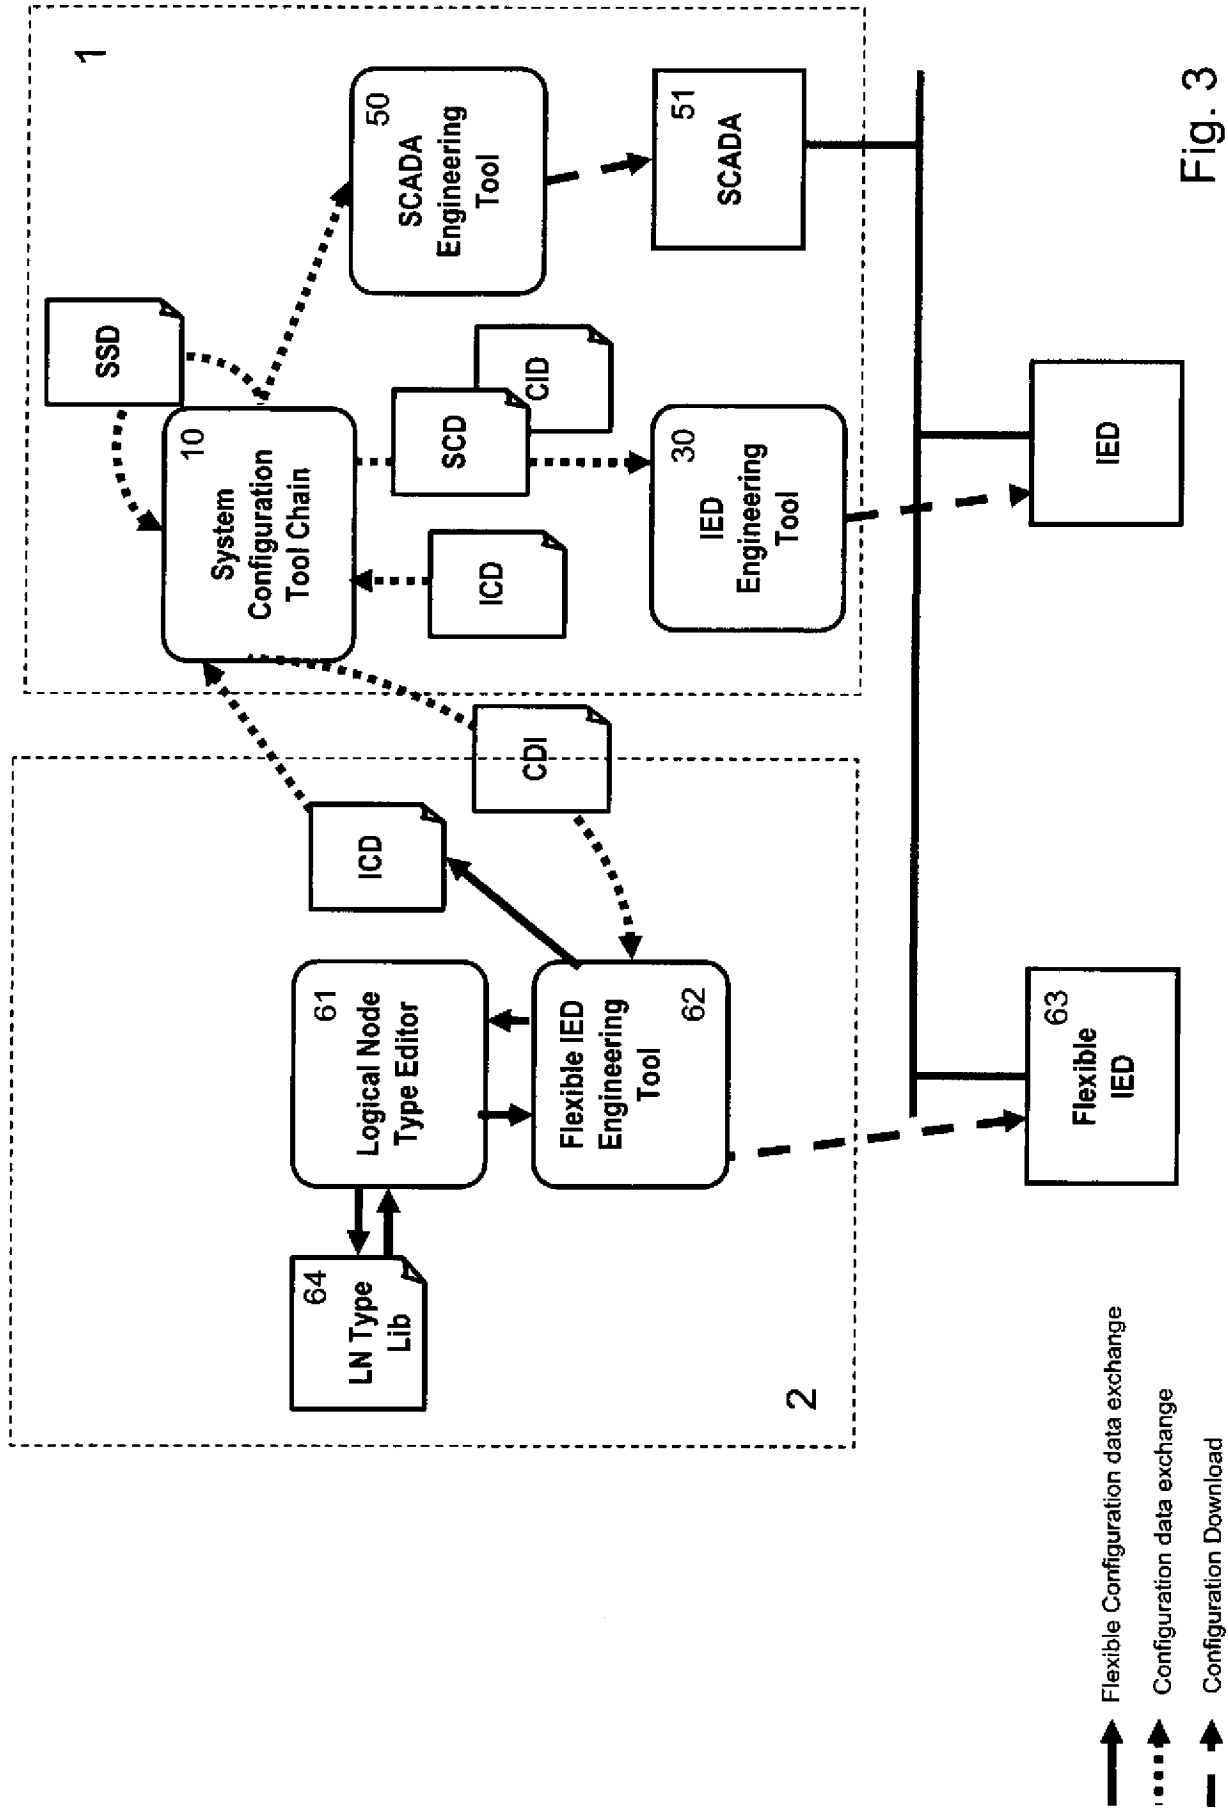 1
SSD
10
System
Configuration
Tool Chain
50
SCADA
Engineering
Tool
SCD
CID
ICD
51
SCADA
30
IED
Engineering
Tool
ICD
CDI
61
Logical Node
Type Editor
64
LN Type
Lib
Flexible IED
Engineering
Tool
62
2
63
Flexible
IED
IED
Flexible Configuration data exchange
Configuration data exchange
Configuration Download
Fig. 3